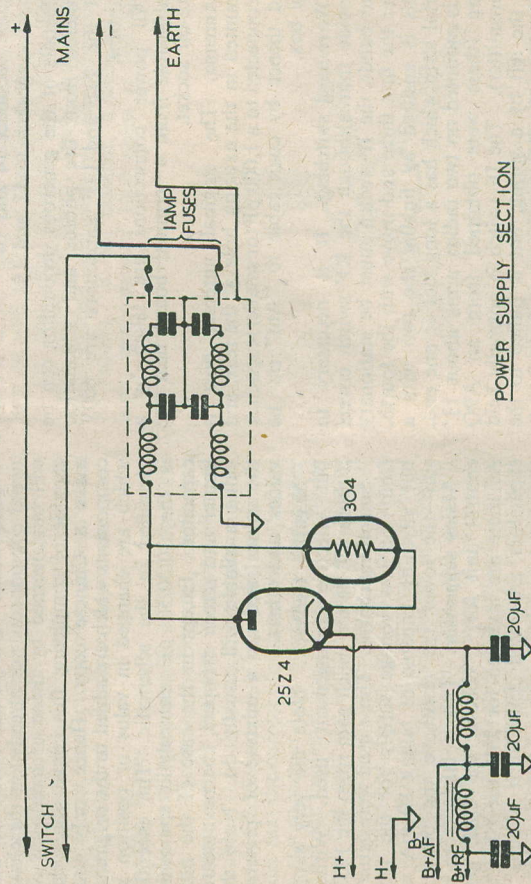 +
MAINS
−
EARTH
SWITCH
1AMP
FUSES
304
25Z4
H+
H-
B-
B+AF
B+RF
20µF
20µF
20µF
POWER SUPPLY SECTION